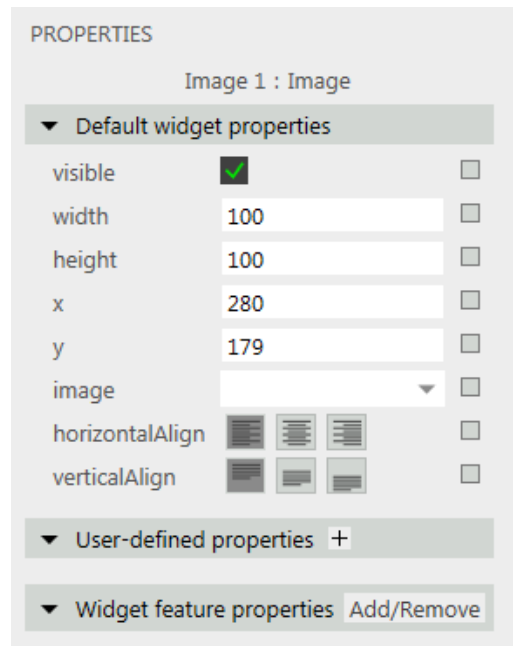 PROPERTIES
Image 1 : Image
Default widget properties
visible
width 100
height 100
x 280
y 179
image
horizontalAlign
verticalAlign
User-defined properties +
Widget feature properties Add/Remove